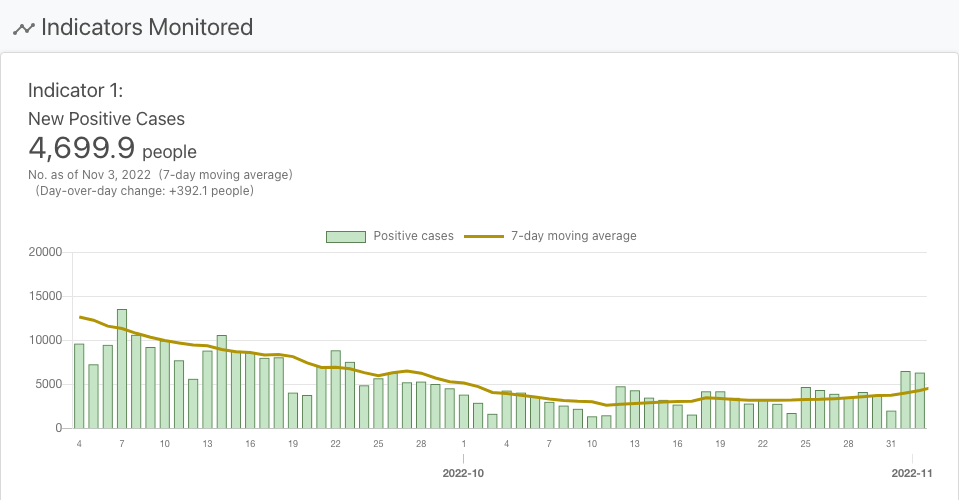 Indicators Monitored
Indicator 1:
New Positive Cases
4,699.9 people
No. as of Nov 3, 2022 (7-day moving average)
(Day-over-day change: +392.1 people)
Positive cases 7-day moving average
20000
15000
10000
5000
0
4 7 10 13 16 19 22 25 28 1 4 7 10 13 16 19 22 25 28 31
2022-10 2022-11